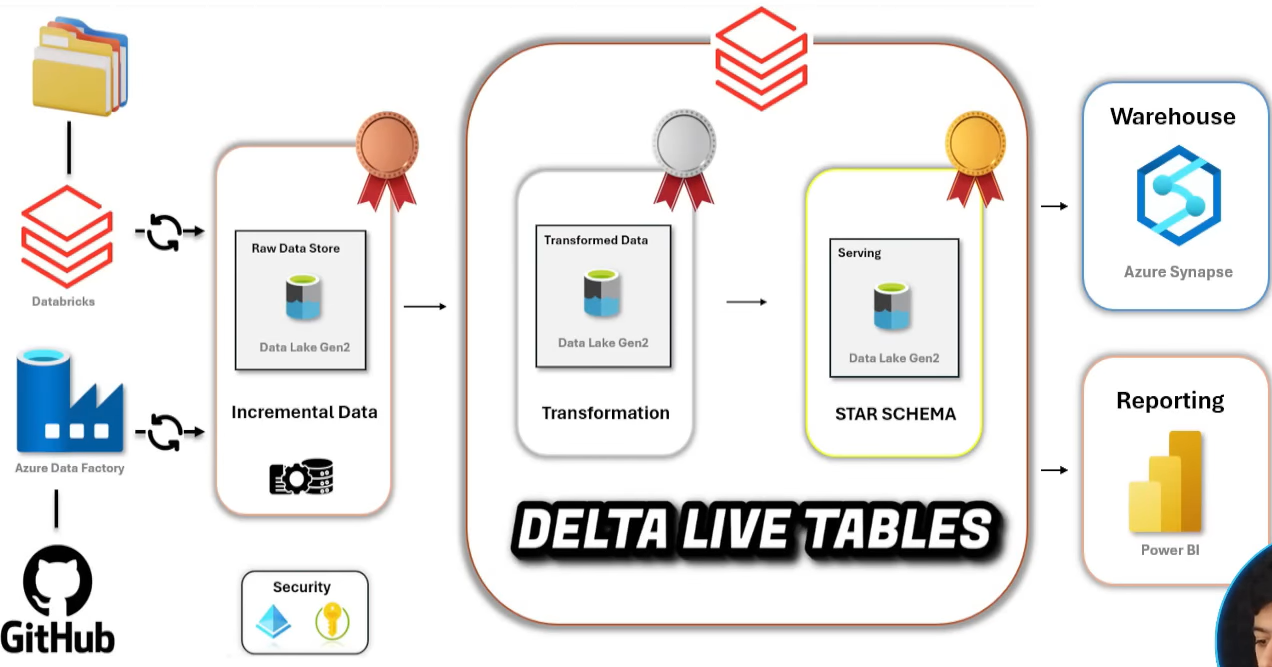 Databricks
Azure Data Factory
GitHub
Raw Data Store
Data Lake Gen2
Incremental Data
Security
Transformed Data
Data Lake Gen2
Transformation
Serving
Data Lake Gen2
STAR SCHEMA
DELTA LIVE TABLES
Warehouse
Azure Synapse
Reporting
Power BI